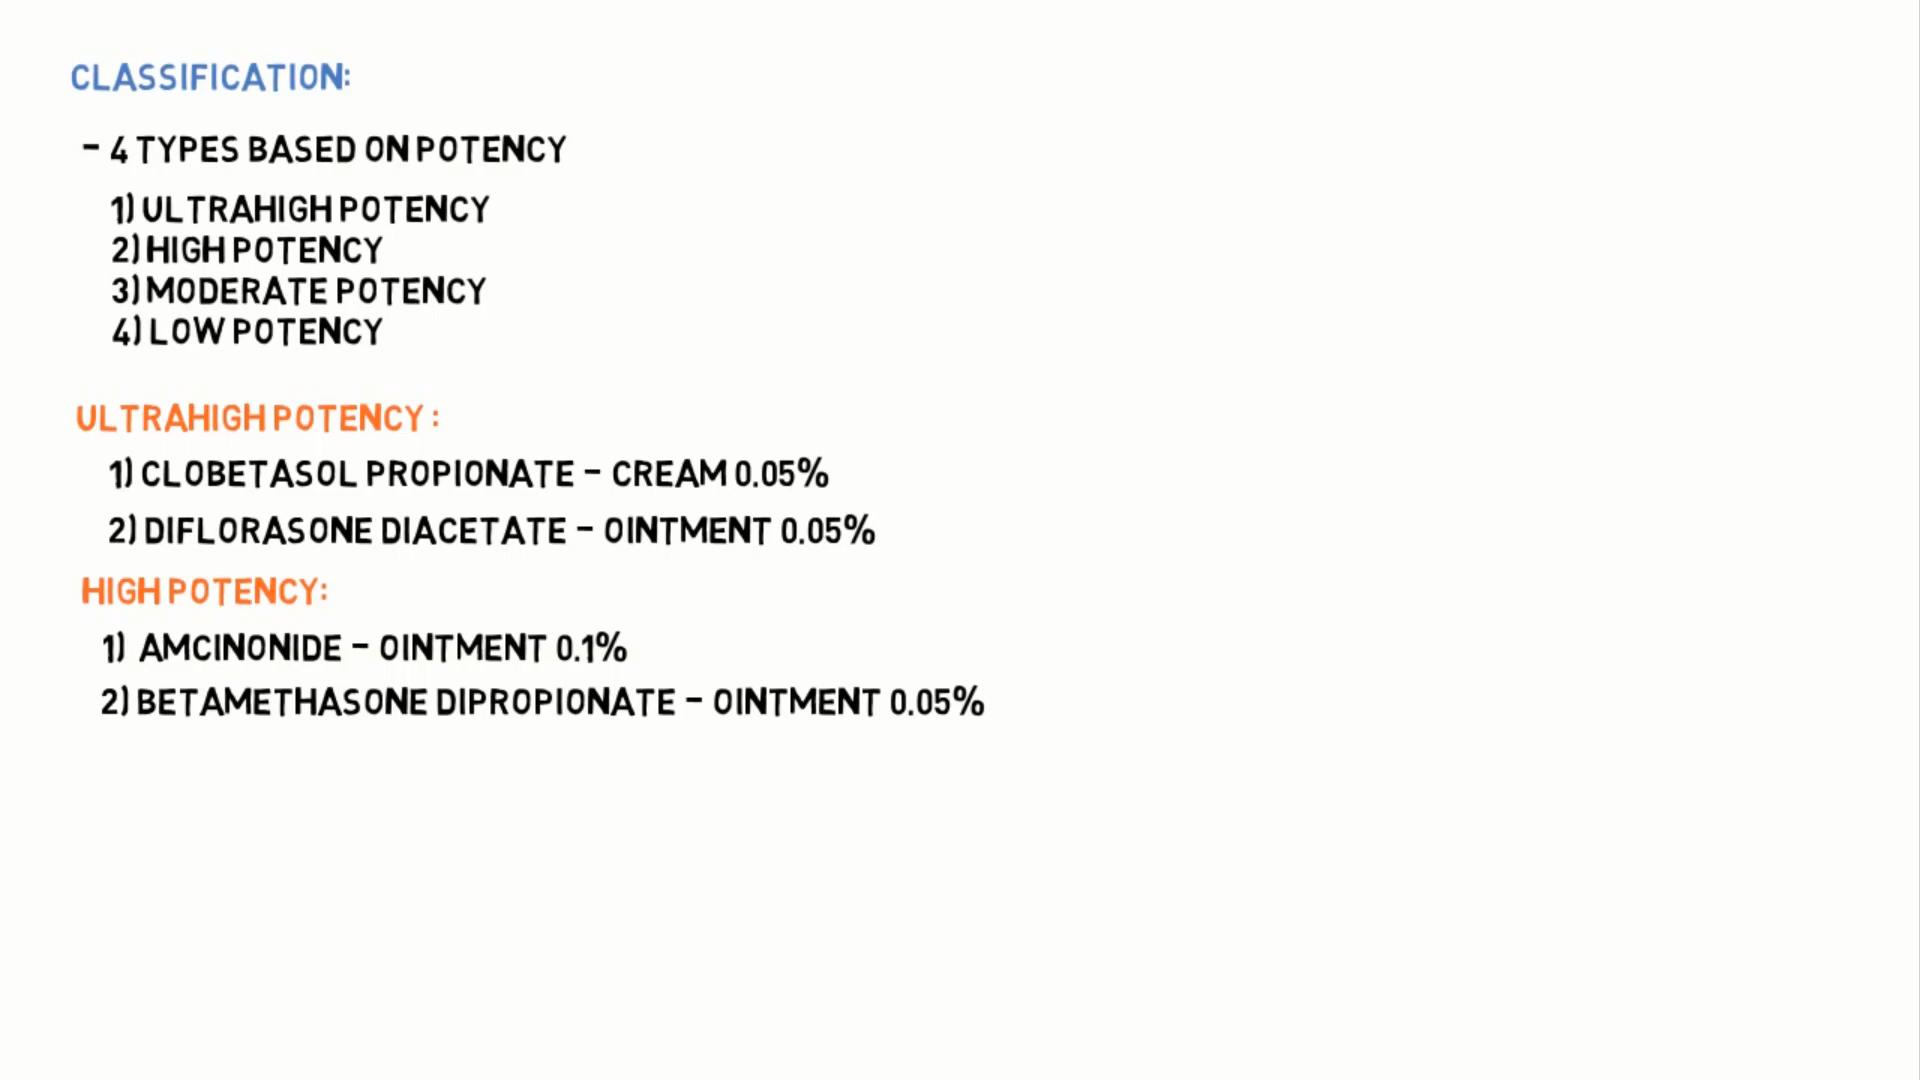 CLASSIFICATION:
- 4 TYPES BASED ON POTENCY
1) ULTRAHIGH POTENCY
2) HIGH POTENCY
3) MODERATE POTENCY
4) LOW POTENCY
ULTRAHIGH POTENCY :
1) CLOBETASOL PROPIONATE - CREAM 0.05%
2) DIFLORASONE DIACETATE - OINTMENT 0.05%
HIGH POTENCY:
1) AMCINONIDE - OINTMENT 0.1%
2) BETAMETHASONE DIPROPIONATE - OINTMENT 0.05%